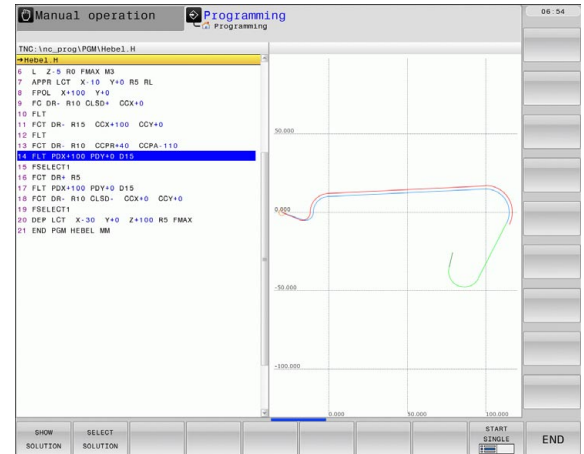 Manual operation
Programming
Programming
06:54
TNC:\nc_prog\PGM\Hebel.H
→Hebel.H
6 L Z-5 R0 FMAX M3
7 APPR LCT X-10 Y+0 R5 RL
8 FPOL X+100 Y+0
9 FC DR- R10 CLSD+ CCX+0
10 FLT
11 FCT DR- R15 CCX+100 CCY+0
12 FLT
13 FCT DR- R10 CCPR+40 CCPA-110
14 FLT PDX+100 PDY+0 D15
15 FSELECT1
16 FCT DR+ R5
17 FLT PDX+100 PDY+0 D15
18 FCT DR- R10 CLSD- CCX+0 CCY+0
19 FSELECT1
20 DEP LCT X-30 Y+0 Z+100 R5 FMAX
21 END PGM HEBEL MM
50.000
0.000
-50.000
-100.000
0.000 50.000 100.000
SHOW SOLUTION
SELECT SOLUTION
START SINGLE
END